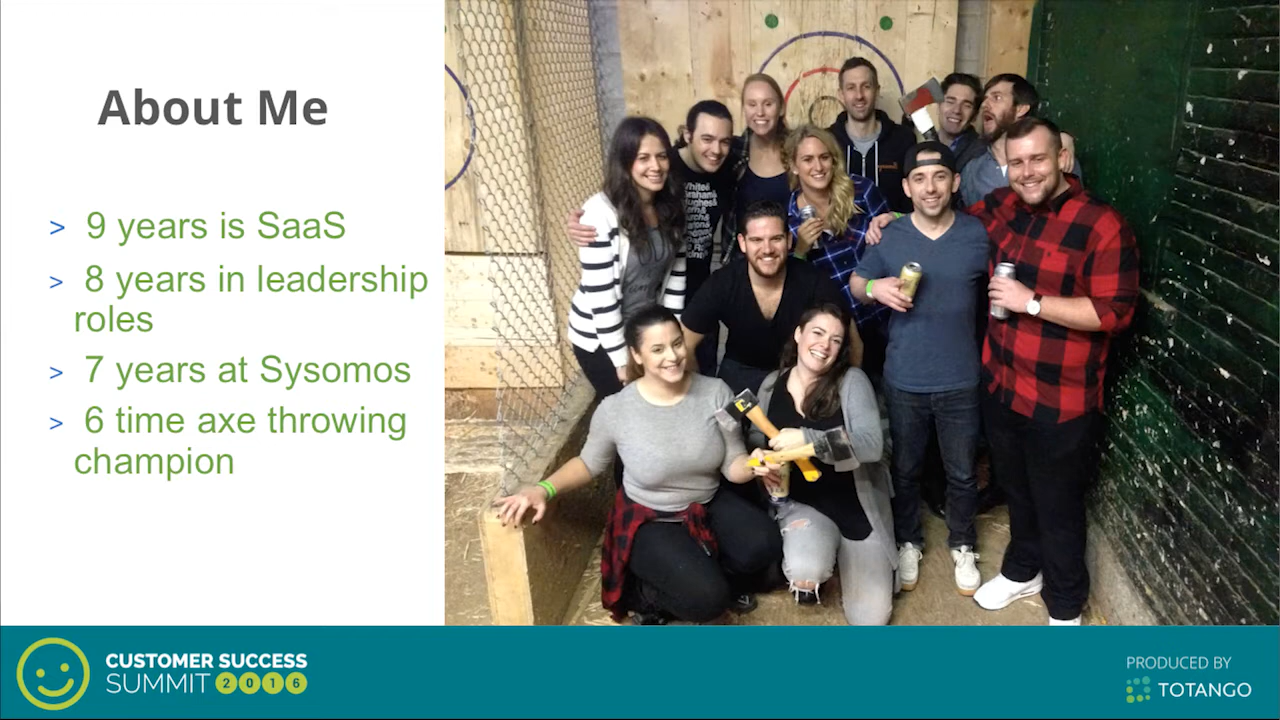 About Me
> 9 years is SaaS
> 8 years in leadership
roles
> 7 years at Sysomos
> 6 time axe throwing
champion
CUSTOMER SUCCESS
SUMMIT 2016
PRODUCED BY
TOTANGO